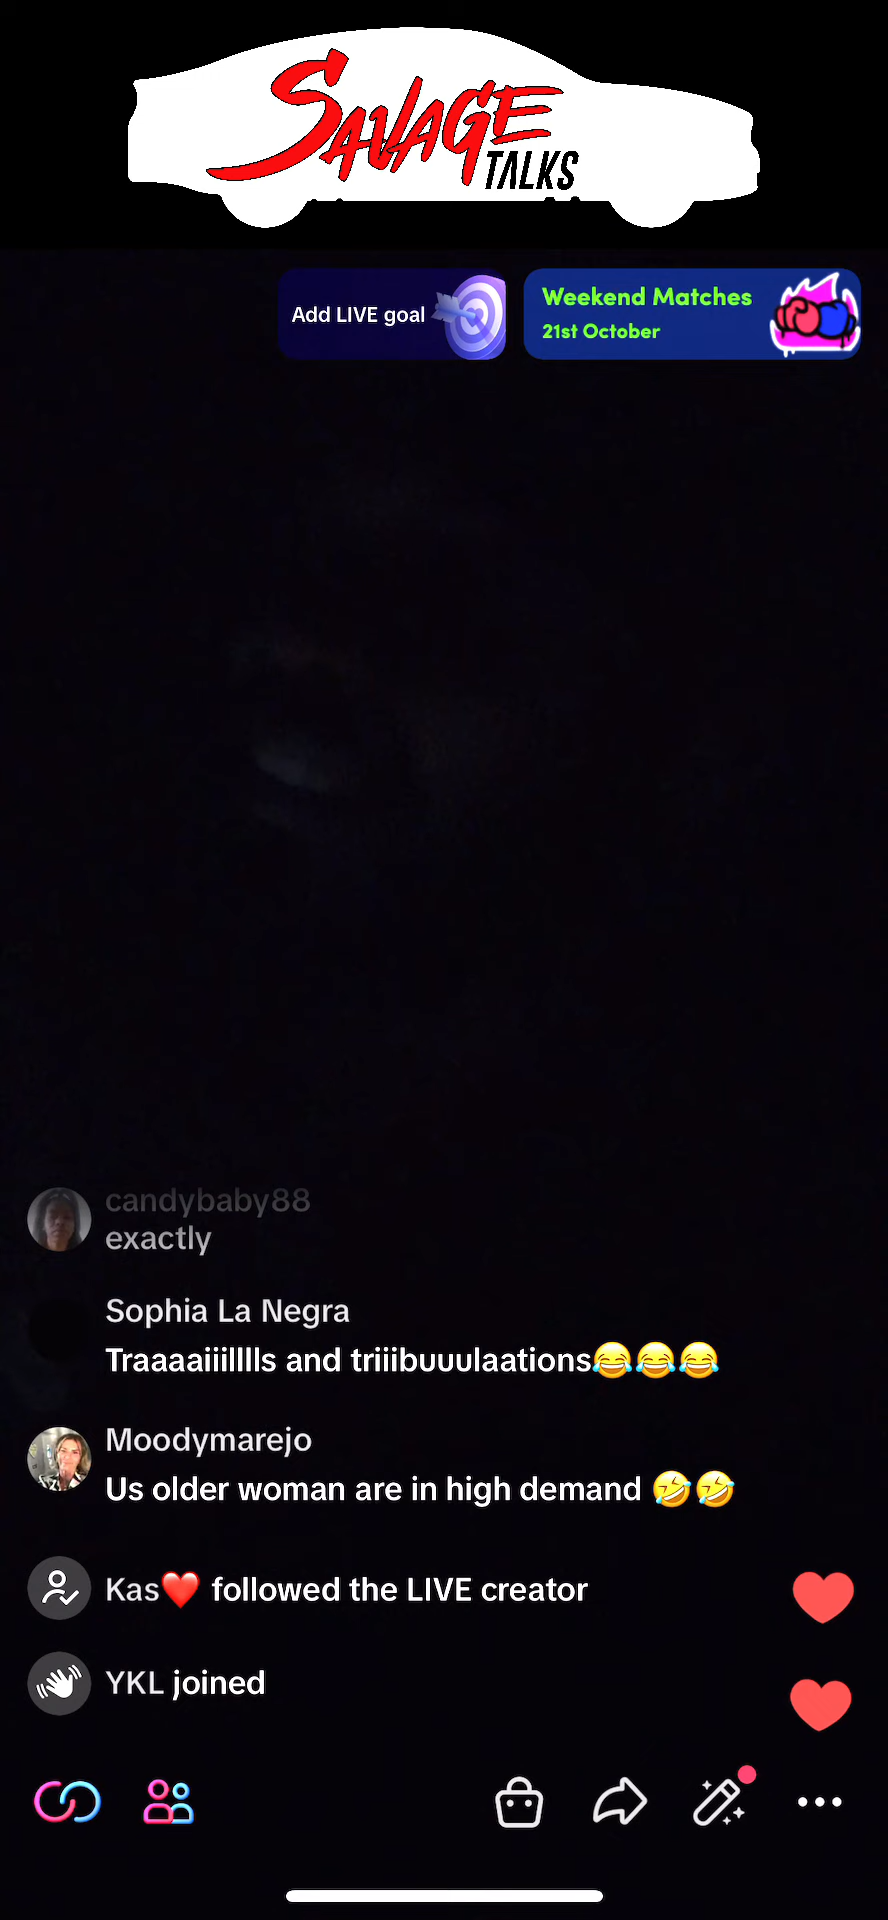 SAVAGE
TALKS
Add LIVE goal
Weekend Matches
21st October
candybaby88
exactly
Sophia La Negra
Traaaaiiilllls and triiibuuulaations😂😂😂
Moodymarejo
Us older woman are in high demand 🤣🤣
Kas❤️ followed the LIVE creator
YKL joined